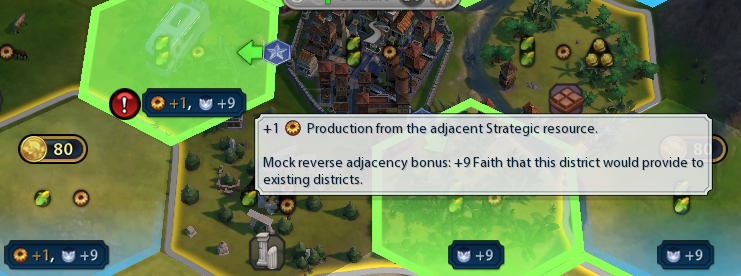 +1, +9
+1 Production from the adjacent Strategic resource.
80
Mock reverse adjacency bonus: +9 Faith that this district would provide to
existing districts.
80
+1, +9
+9
+9